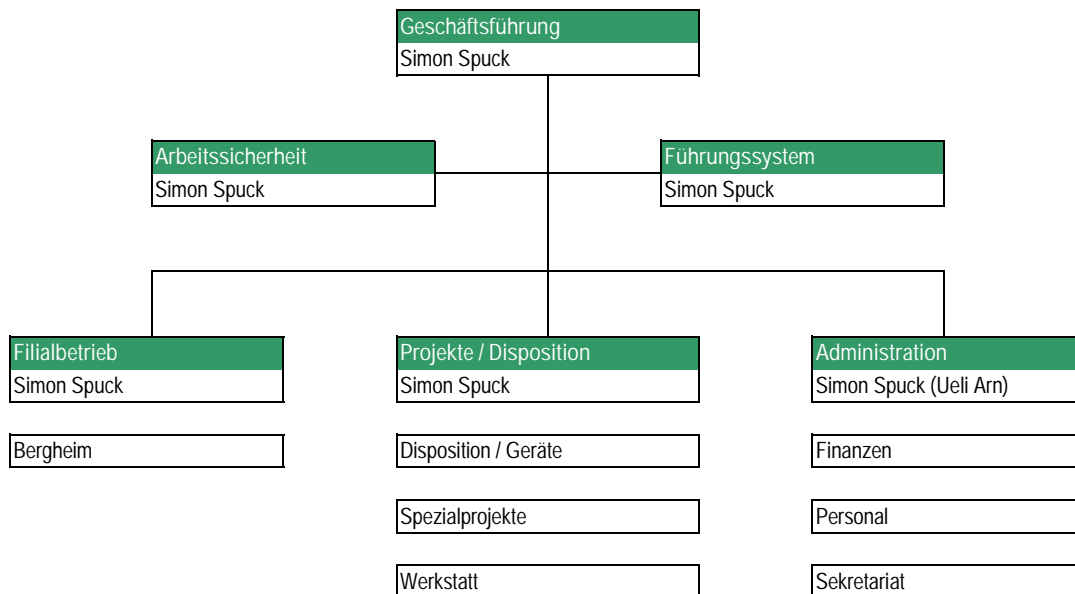 Geschäftsführung
Simon Spuck
Arbeitssicherheit
Simon Spuck
Führungssystem
Simon Spuck
Filialbetrieb
Simon Spuck
Bergheim
Projekte / Disposition
Simon Spuck
Disposition / Geräte
Spezialprojekte
Werkstatt
Administration
Simon Spuck (Ueli Arn)
Finanzen
Personal
Sekretariat